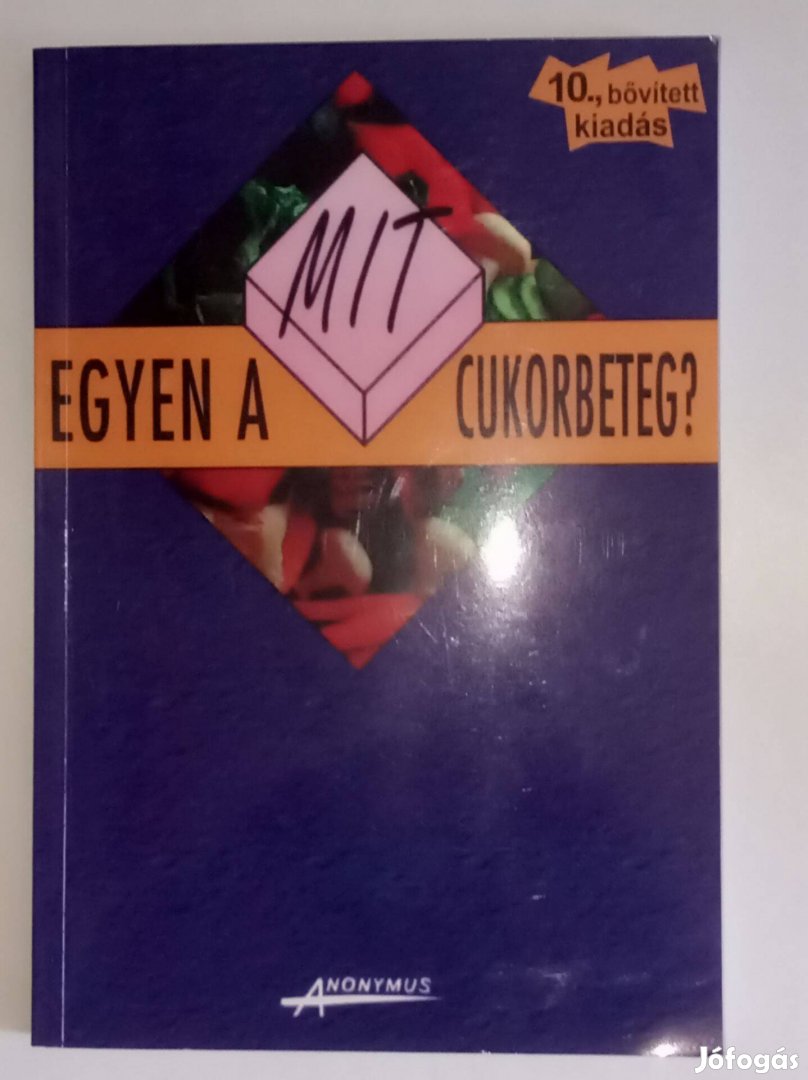 10., bővített
kiadás
MIT
EGYEN A CUKORBETEG?
ANONYMUS
Jófogás